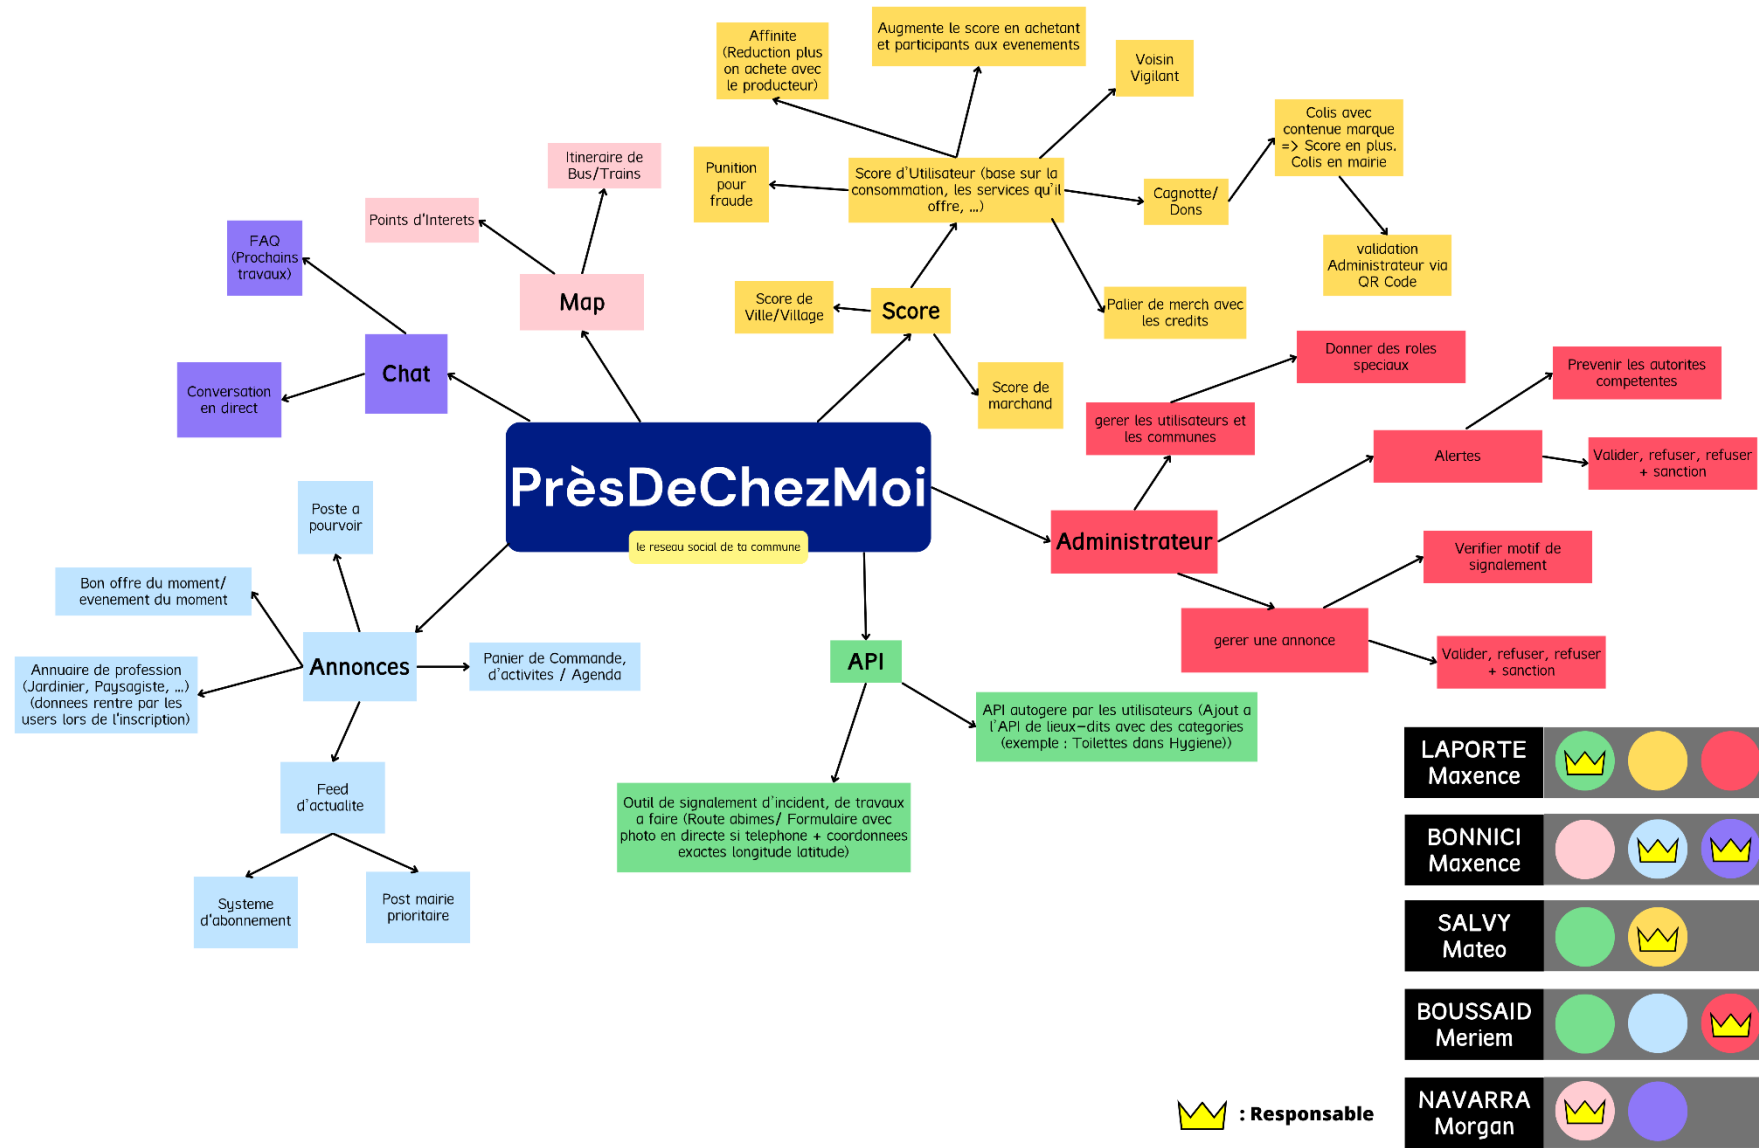 Affinite
(Reduction plus
on achete avec
le producteur)
Augmente le score en achetant
et participants aux evenements
Voisin
Vigilant
Colis avec
contenue marque
=> Score en plus.
Colis en mairie
Itineraire de
Bus/Trains
Punition
pour
fraude
Score d'Utilisateur (base sur la
consommation, les services qu'il
offre, ...)
Cagnotte/
Dons
Points d'Interets
FAQ
(Prochains
travaux)
validation
Administrateur via
QR Code
Map
Score de
Ville/Village
Score
Palier de merch avec
les credits
Chat
Conversation
en direct
Score de
marchand
Donner des roles
speciaux
Prevenir les autorites
competentes
gerer les utilisateurs et
les communes
Alertes
Valider, refuser, refuser
+ sanction
PrèsDeChezMoi
le reseau social de ta commune
Administrateur
Verifier motif de
signalement
gerer une annonce
Valider, refuser, refuser
+ sanction
Poste a
pourvoir
Bon offre du moment/
evenement du moment
Annonces
Annuaire de profession
(Jardinier, Paysagiste, ...)
(donnees rentre par les
users lors de l'inscription)
Panier de Commande,
d'activites / Agenda
API
API autogere par les utilisateurs (Ajout a
l'API de lieux-dits avec des categories
(exemple : Toilettes dans Hygiene))
Feed
d'actualite
Outil de signalement d'incident, de travaux
a faire (Route abimes/ Formulaire avec
photo en directe si telephone + coordonnees
exactes longitude latitude)
Systeme
d'abonnement
Post mairie
prioritaire
LAPORTE
Maxence
BONNICI
Maxence
SALVY
Mateo
BOUSSAID
Meriem
NAVARRA
Morgan
: Responsable